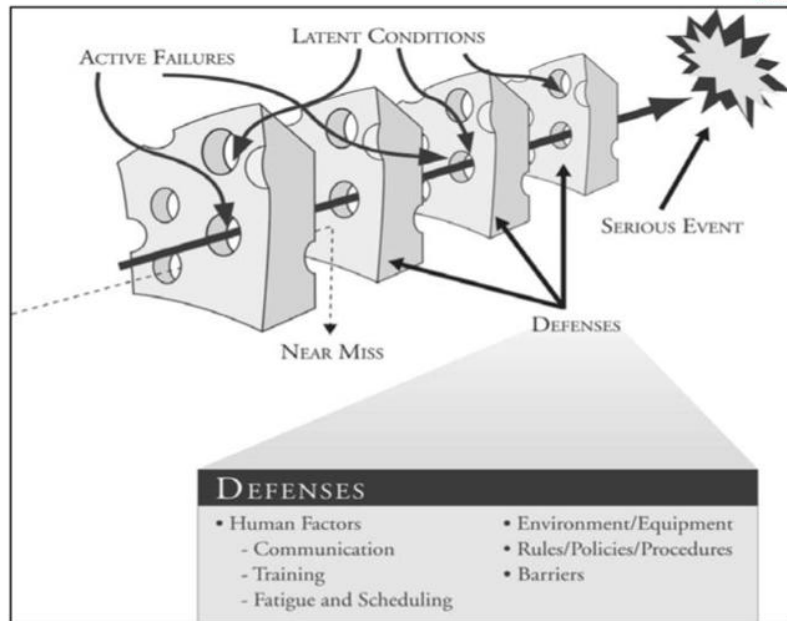 LATENT CONDITIONS
ACTIVE FAILURES
SERIOUS EVENT
DEFENSES
NEAR MISS
DEFENSES
• Human Factors
- Communication
- Training
- Fatigue and Scheduling
• Environment/Equipment
• Rules/Policies/Procedures
• Barriers